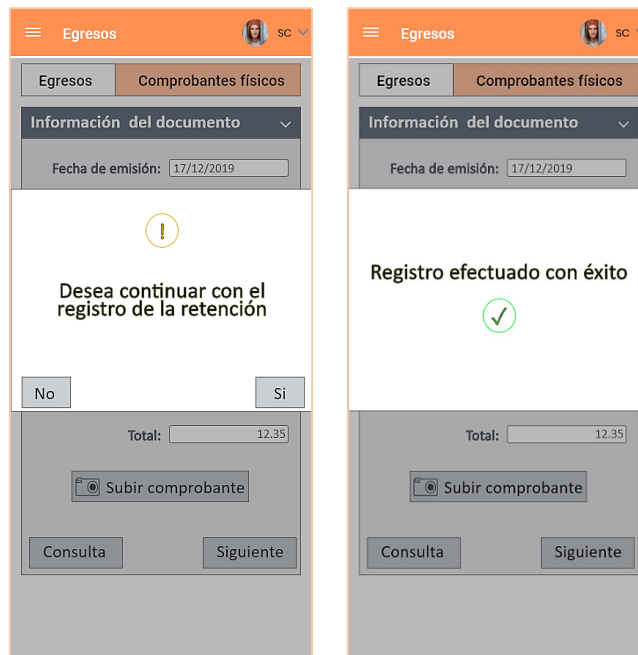 Egresos SC
Egresos Comprobantes físicos
Información del documento
Fecha de emisión: 17/12/2019
!
Desea continuar con el
registro de la retención
No Si
Total: 12.35
Subir comprobante
Consulta Siguiente
Egresos SC
Egresos Comprobantes físicos
Información del documento
Fecha de emisión: 17/12/2019
Registro efectuado con éxito
Total: 12.35
Subir comprobante
Consulta Siguiente